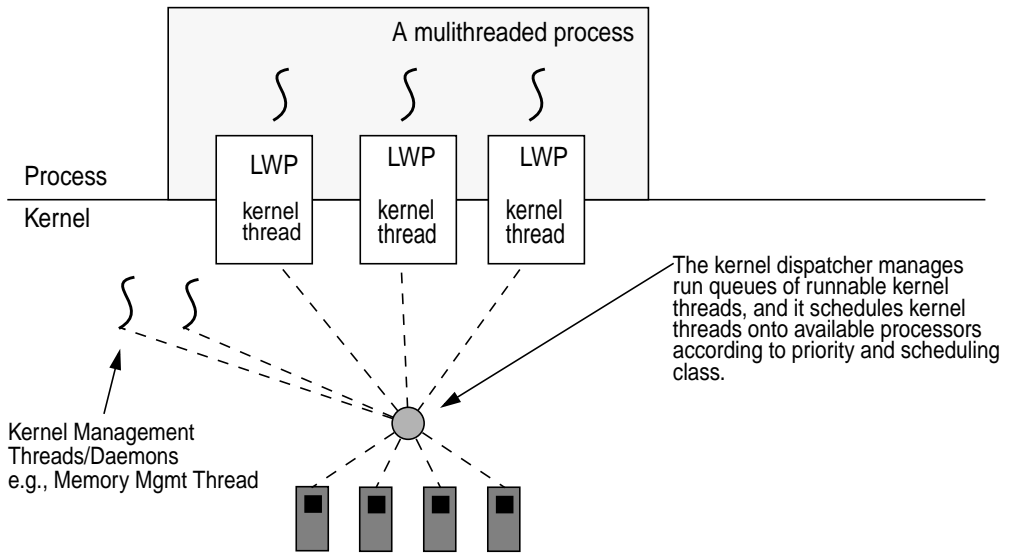 A mulithreaded process
LWP
kernel
thread
LWP
kernel
thread
LWP
kernel
thread
Process
Kernel
The kernel dispatcher manages
run queues of runnable kernel
threads, and it schedules kernel
threads onto available processors
according to priority and scheduling
class.
Kernel Management
Threads/Daemons
e.g., Memory Mgmt Thread